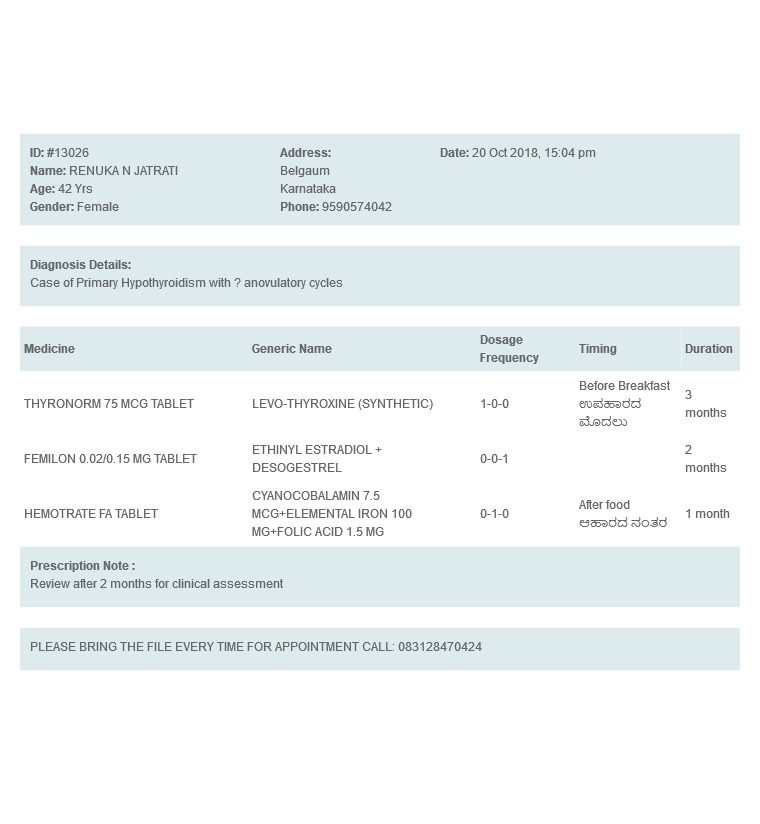 ID: #13026
Name: RENUKA N JATRATI
Age: 42 Yrs
Gender: Female
Address:
Belgaum
Karnataka
Phone: 9590574042
Date: 20 Oct 2018, 15:04 pm
Diagnosis Details:
Case of Primary Hypothyroidism with ? anovulatory cycles
Medicine Generic Name Dosage Frequency Timing Duration
THYRONORM 75 MCG TABLET
LEVO-THYROXINE (SYNTHETIC)
1-0-0
Before Breakfast
ಉಪಹಾರದ
ಮೊದಲು
3
months
FEMILON 0.02/0.15 MG TABLET
ETHINYL ESTRADIOL +
DESOGESTREL
0-0-1
2
months
HEMOTRATE FA TABLET
CYANOCOBALAMIN 7.5
MCG+ELEMENTAL IRON 100
MG+FOLIC ACID 1.5 MG
0-1-0
After food
ಆಹಾರದ ನಂತರ
1 month
Prescription Note :
Review after 2 months for clinical assessment
PLEASE BRING THE FILE EVERY TIME FOR APPOINTMENT CALL: 083128470424